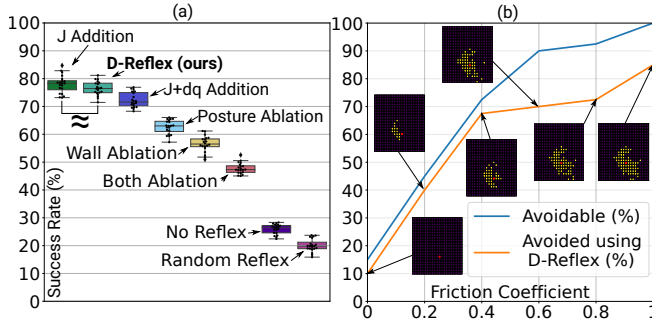 (a)
(b)
100
90
80
70
60
50
40
30
20
10
0
Success Rate (%)
J Addition
D-Reflex (ours)
J+dq Addition
≈
Posture Ablation
Wall Ablation
Both Ablation
No Reflex
Random Reflex
100
90
80
70
60
50
40
30
20
10
0
Avoidable (%)
Avoided using
D-Reflex (%)
Friction Coefficient
0 0.2 0.4 0.6 0.8 1